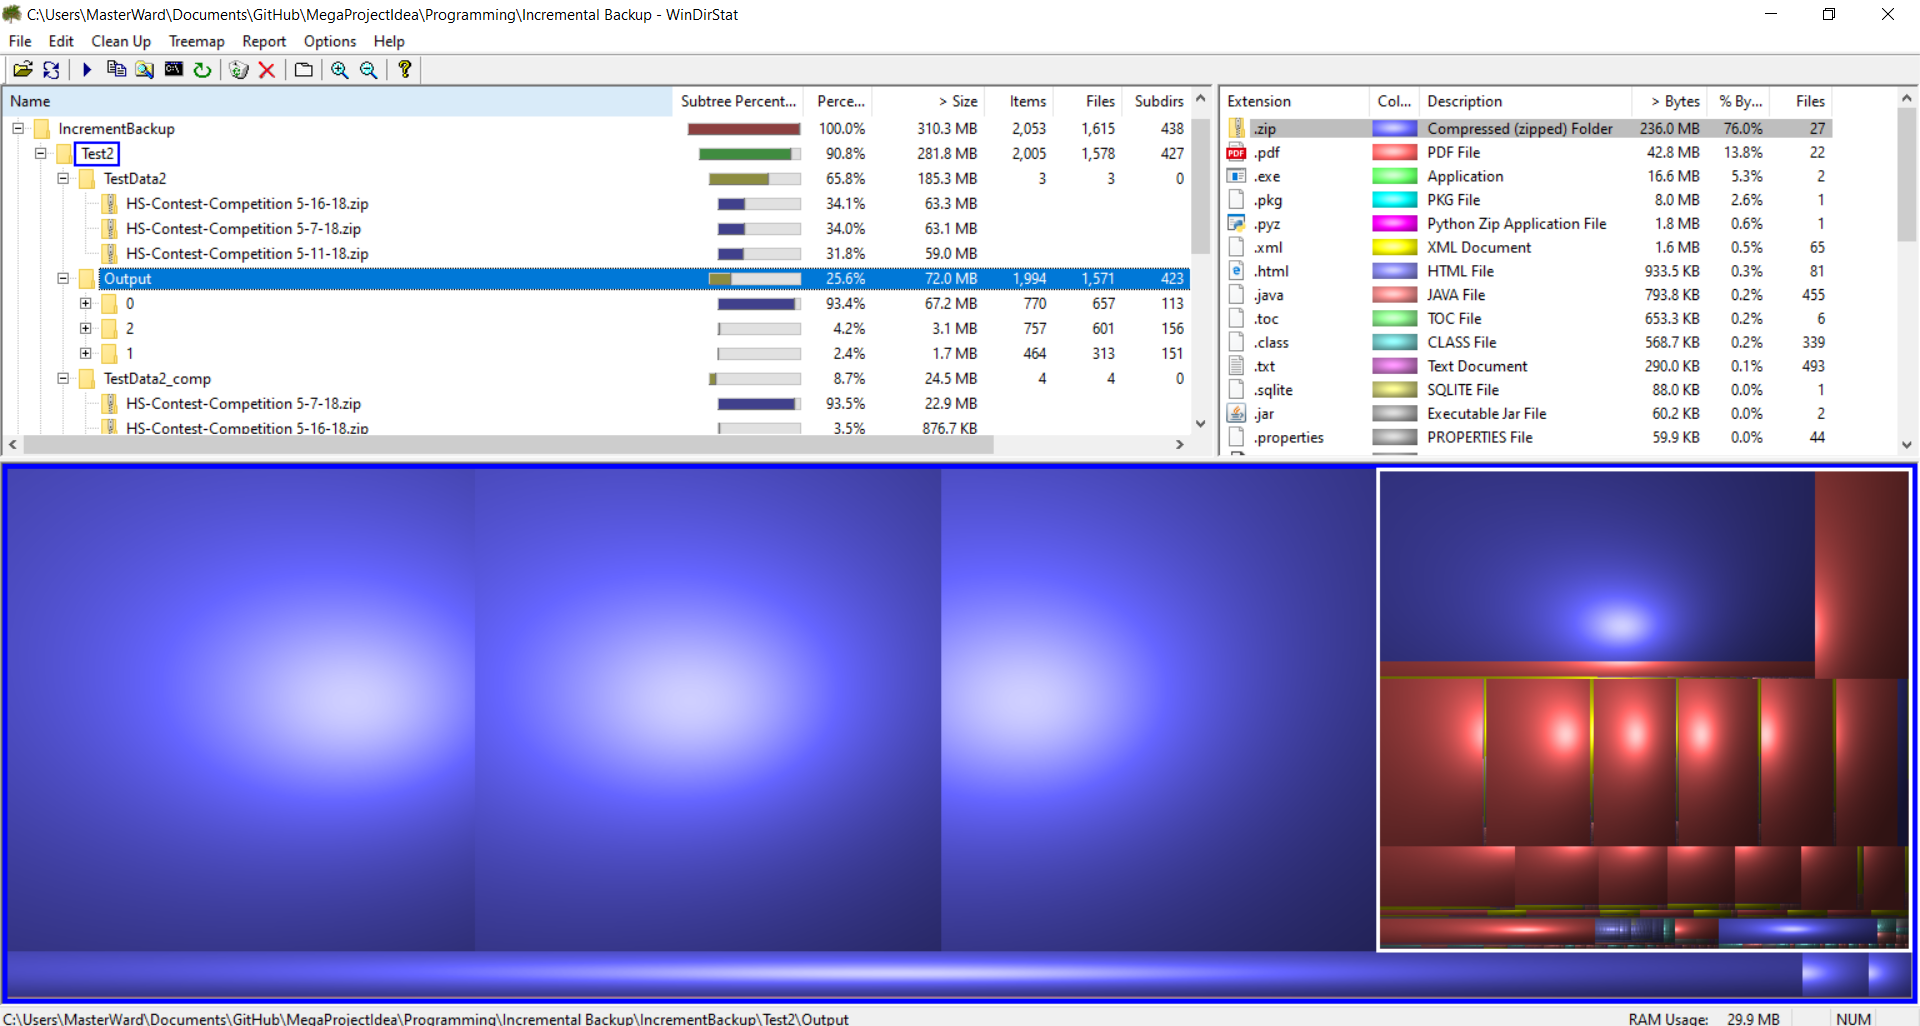 C:\Users\MasterWard\Documents\GitHub\MegaProjectIdea\Programming\Incremental Backup - WinDirStat
File Edit Clean Up Treemap Report Options Help
Name Subtree Percent... Perce... > Size Items Files Subdirs
IncrementBackup 100.0% 310.3 MB 2,053 1,615 438
Test2 90.8% 281.8 MB 2,005 1,578 427
TestData2 65.8% 185.3 MB 3 3 0
HS-Contest-Competition 5-16-18.zip 34.1% 63.3 MB
HS-Contest-Competition 5-7-18.zip 34.0% 63.1 MB
HS-Contest-Competition 5-11-18.zip 31.8% 59.0 MB
Output 25.6% 72.0 MB 1,994 1,571 423
0 93.4% 67.2 MB 770 657 113
2 4.2% 3.1 MB 757 601 156
1 2.4% 1.7 MB 464 313 151
TestData2_comp 8.7% 24.5 MB 4 4 0
HS-Contest-Competition 5-7-18.zip 93.5% 22.9 MB
HS-Contest-Competition 5-16-18.zip 3.5% 876.7 KB
Extension Col... Description > Bytes % By... Files
.zip Compressed (zipped) Folder 236.0 MB 76.0% 27
PDF .pdf PDF File 42.8 MB 13.8% 22
.exe Application 16.6 MB 5.3% 2
.pkg PKG File 8.0 MB 2.6% 1
.pyz Python Zip Application File 1.8 MB 0.6% 1
.xml XML Document 1.6 MB 0.5% 65
.html HTML File 933.5 KB 0.3% 81
.java JAVA File 793.8 KB 0.2% 455
.toc TOC File 653.3 KB 0.2% 6
.class CLASS File 568.7 KB 0.2% 339
.txt Text Document 290.0 KB 0.1% 493
.sqlite SQLITE File 88.0 KB 0.0% 1
.jar Executable Jar File 60.2 KB 0.0% 2
.properties PROPERTIES File 59.9 KB 0.0% 44
C:\Users\MasterWard\Documents\GitHub\MegaProjectIdea\Programming\Incremental Backup\IncrementBackup\Test2\Output RAM Usage: 29.9 MB NUM